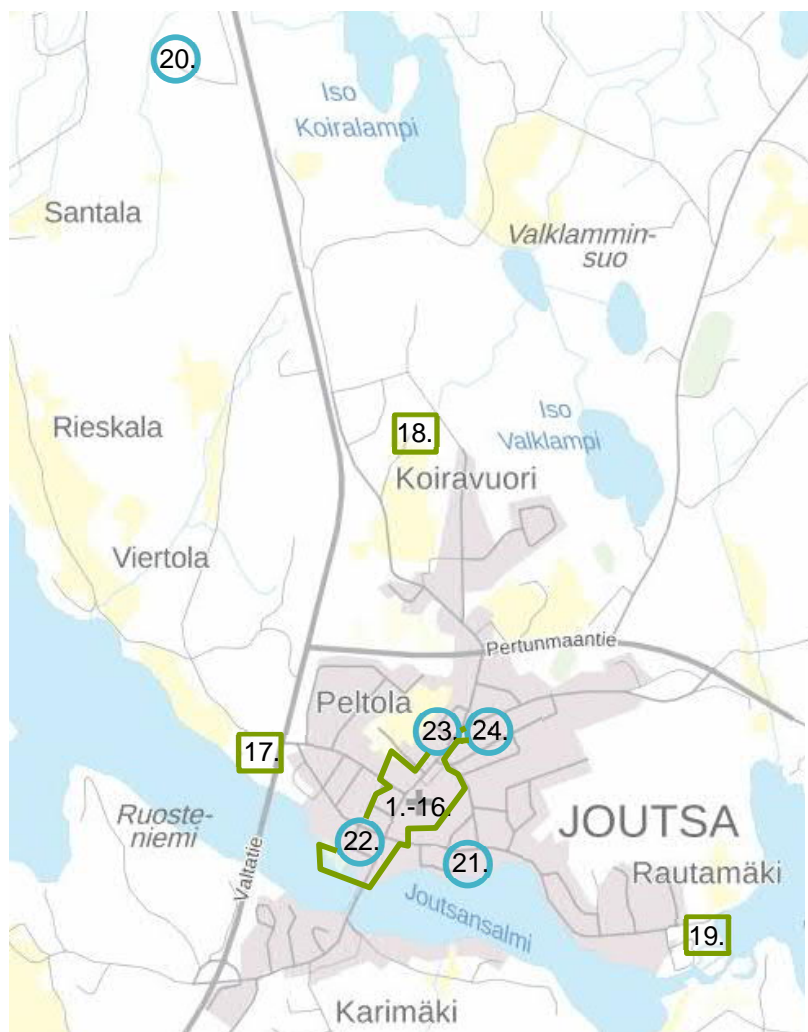 20.
Iso
Koiralampi
Santala
Valklammin-
suo
Iso
Valklampi
Rieskala
18.
Koiravuori
Viertola
Pertunmaantie
Peltola
23.
24.
17.
1.-16.
Ruoste-
niemi
JOUTSA
22.
21.
Valtatie
Rautamäki
Joutsansalmi
19.
Karimäki